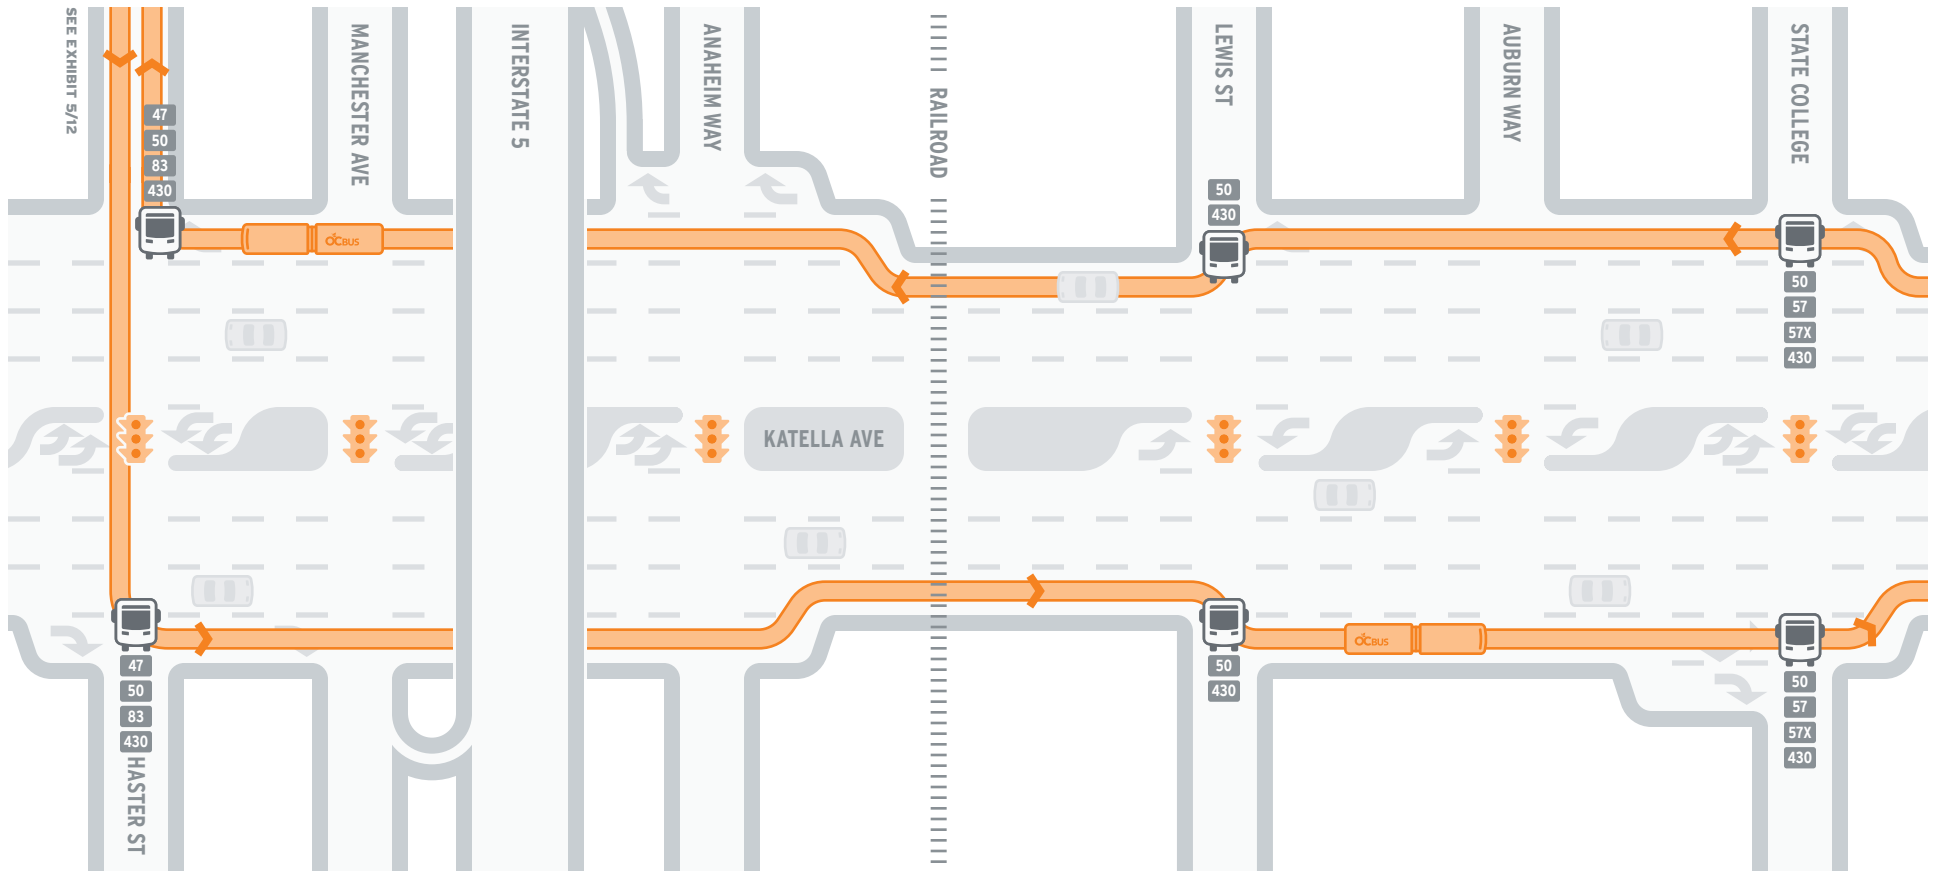 SEE EXHIBIT 5/12
MANCHESTER AVE
INTERSTATE 5
ANAHEIM WAY
RAILROAD
LEWIS ST
AUBURN WAY
STATE COLLEGE
47
50
83
430
50
430
OCBUS
50
57
57X
430
KATELLA AVE
47
50
83
430
HASTER ST
50
430
OCBUS
50
57
57X
430